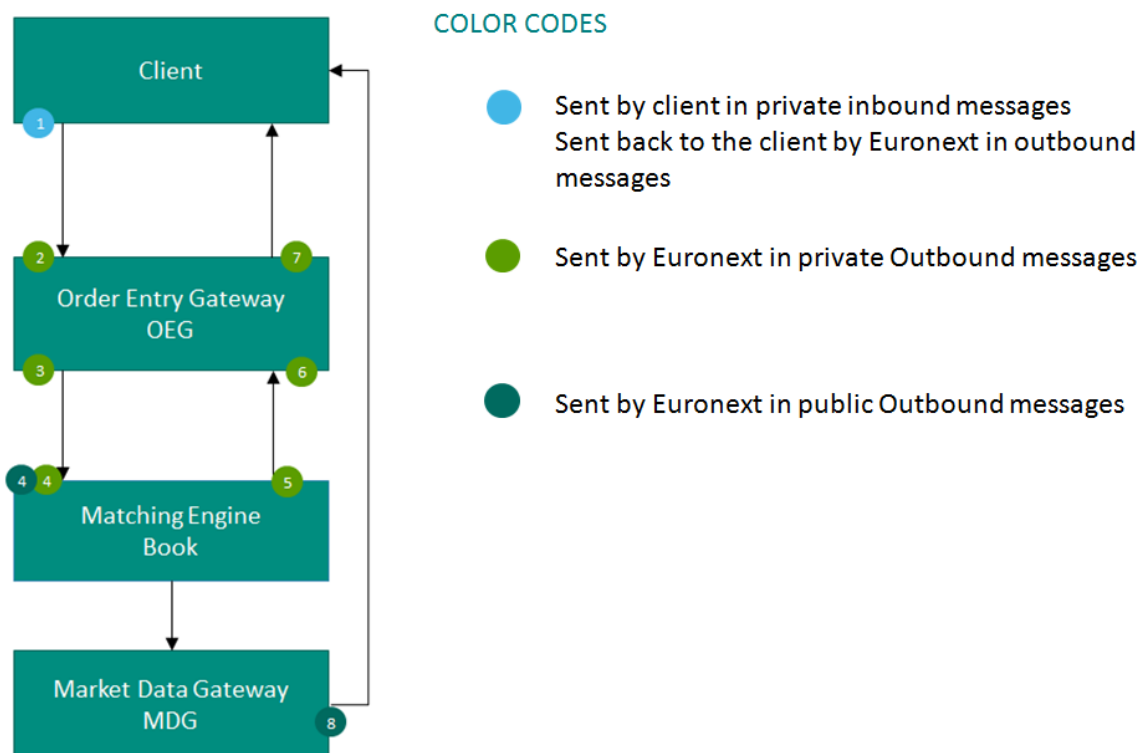 COLOR CODES
Client
1
Sent by client in private inbound messages
Sent back to the client by Euronext in outbound
messages
2
7
Sent by Euronext in private Outbound messages
Order Entry Gateway
OEG
3
6
Sent by Euronext in public Outbound messages
4
4
5
Matching Engine
Book
Market Data Gateway
MDG
8